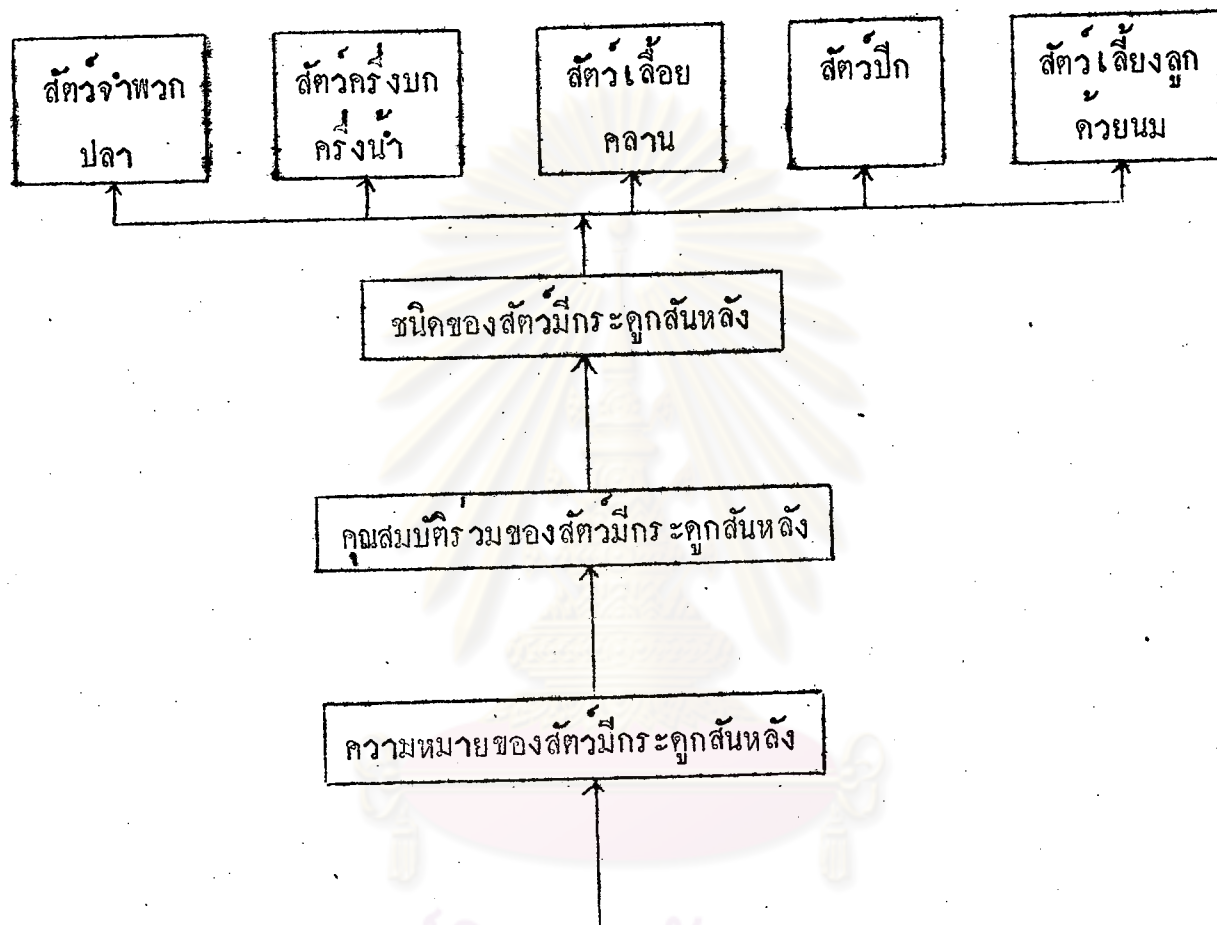 สัตว์จำพวก
ปลา
สัตว์ครึ่งบก
ครึ่งน้ำ
สัตว์เลื้อย
คลาน
สัตว์ปีก
สัตว์เลี้ยงลูก
ด้วยนม
ชนิดของสัตว์มีกระดูกสันหลัง
คุณสมบัติร่วมของสัตว์มีกระดูกสันหลัง
ความหมายของสัตว์มีกระดูกสันหลัง